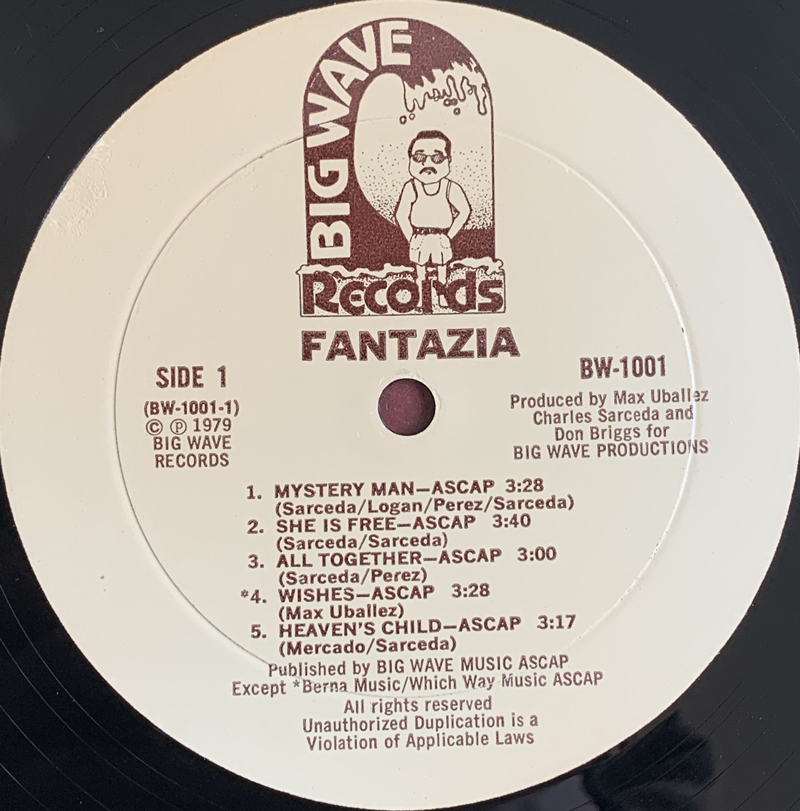 BIG WAVE
Records
FANTAZIA
SIDE 1
(BW-1001-1)
© ℗ 1979
BIG WAVE
RECORDS
BW-1001
Produced by Max Uballez
Charles Sarceda and
Don Briggs for
BIG WAVE PRODUCTIONS
1. MYSTERY MAN—ASCAP 3:28
(Sarceda/Logan/Perez/Sarceda)
2. SHE IS FREE—ASCAP 3:40
(Sarceda/Sarceda)
3. ALL TOGETHER—ASCAP 3:00
(Sarceda/Perez)
*4. WISHES—ASCAP 3:28
(Max Uballez)
5. HEAVEN'S CHILD—ASCAP 3:17
(Mercado/Sarceda)
Published by BIG WAVE MUSIC ASCAP
Except *Berna Music/Which Way Music ASCAP
All rights reserved
Unauthorized Duplication is a
Violation of Applicable Laws